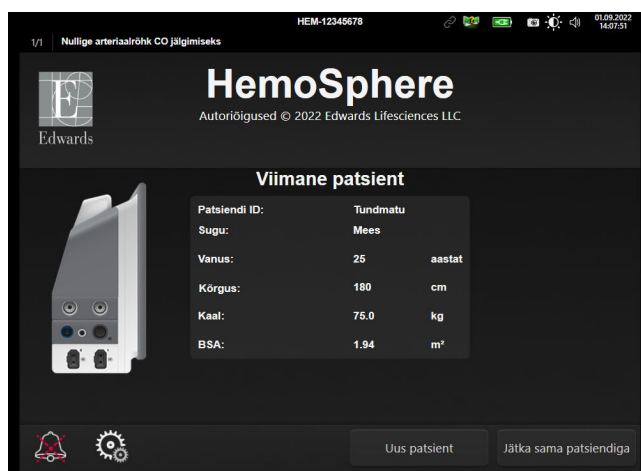 HEM-12345678
01.09.2022
14:07:51
1/1 Nullige arteriaalrõhk CO jälgimiseks
HemoSphere
Autoriõigused © 2022 Edwards Lifesciences LLC
E
Edwards
Viimane patsient
Patsiendi ID: Tundmatu
Sugu: Mees
Vanus: 25 aastat
Kõrgus: 180 cm
Kaal: 75.0 kg
BSA: 1.94 m²
Uus patsient
Jätka sama patsiendiga